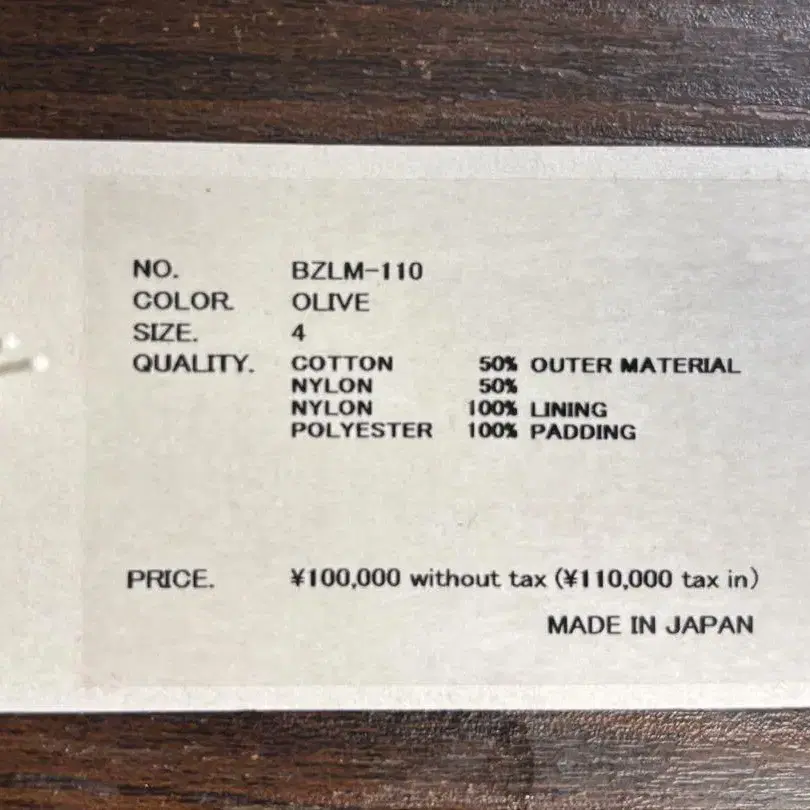 NO. BZLM-110
COLOR. OLIVE
SIZE. 4
QUALITY. COTTON 50% OUTER MATERIAL
NYLON 50%
NYLON 100% LINING
POLYESTER 100% PADDING
PRICE. ¥100,000 without tax (¥110,000 tax in)
MADE IN JAPAN